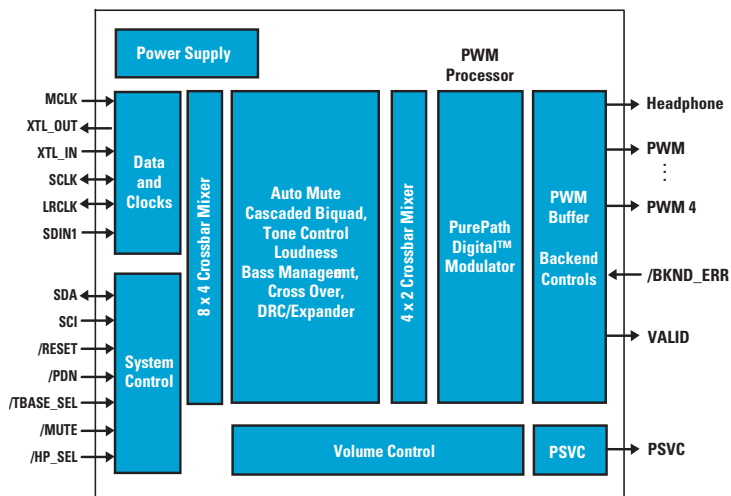 Power Supply
PWM
Processor
MCLK
XTL_OUT
XTL_IN
SCLK
LRCLK
SDIN1
Data
and
Clocks
SDA
SCI
/RESET
/PDN
/TBASE_SEL
/MUTE
/HP_SEL
System
Control
8 x 4 Crossbar Mixer
Auto Mute
Cascaded Biquad,
Tone Control
Loudness
Bass Management,
Cross Over,
DRC/Expander
4 x 2 Crossbar Mixer
PurePath
Digital™
Modulator
PWM
Buffer
Backend
Controls
Headphone
PWM
⋮
PWM 4
/BKND_ERR
VALID
Volume Control
PSVC
PSVC